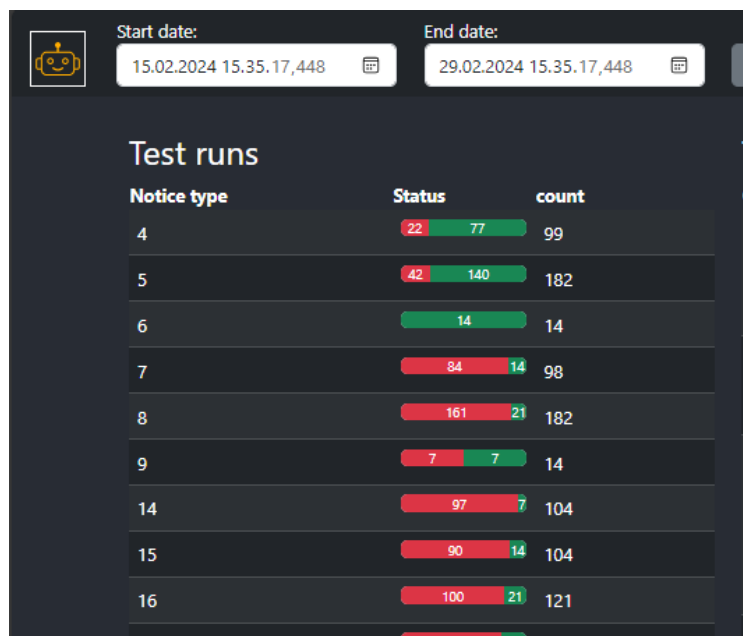 Start date: End date:
15.02.2024 15.35.17,448 29.02.2024 15.35.17,448
Test runs
Notice type Status count
4 22 77 99
5 42 140 182
6 14 14
7 84 14 98
8 161 21 182
9 7 7 14
14 97 7 104
15 90 14 104
16 100 21 121